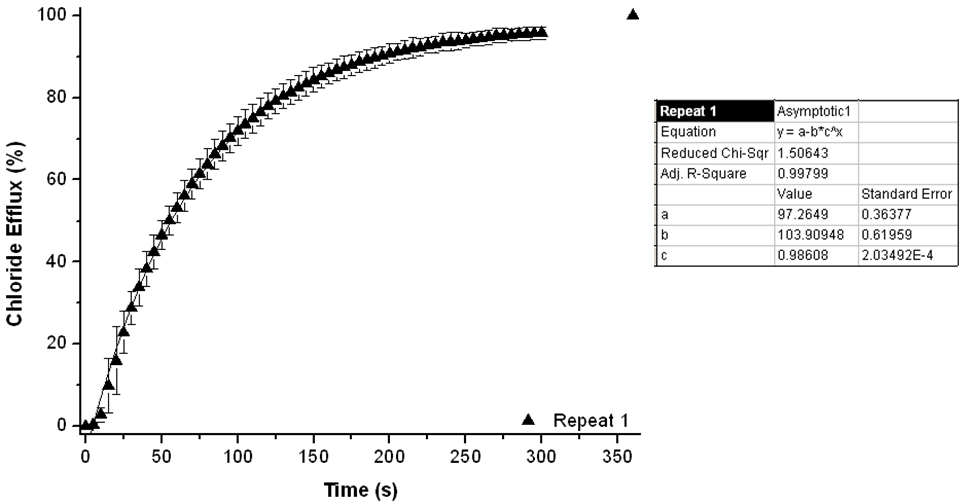 100
80
60
40
20
0
Chloride Efflux (%)
0 50 100 150 200 250 300 350
Time (s)
Repeat 1
Repeat 1 Asymptotic1
Equation y = a-b*c^x
Reduced Chi-Sqr 1.50643
Adj. R-Square 0.99799
Value Standard Error
a 97.2649 0.36377
b 103.90948 0.61959
c 0.98608 2.03492E-4